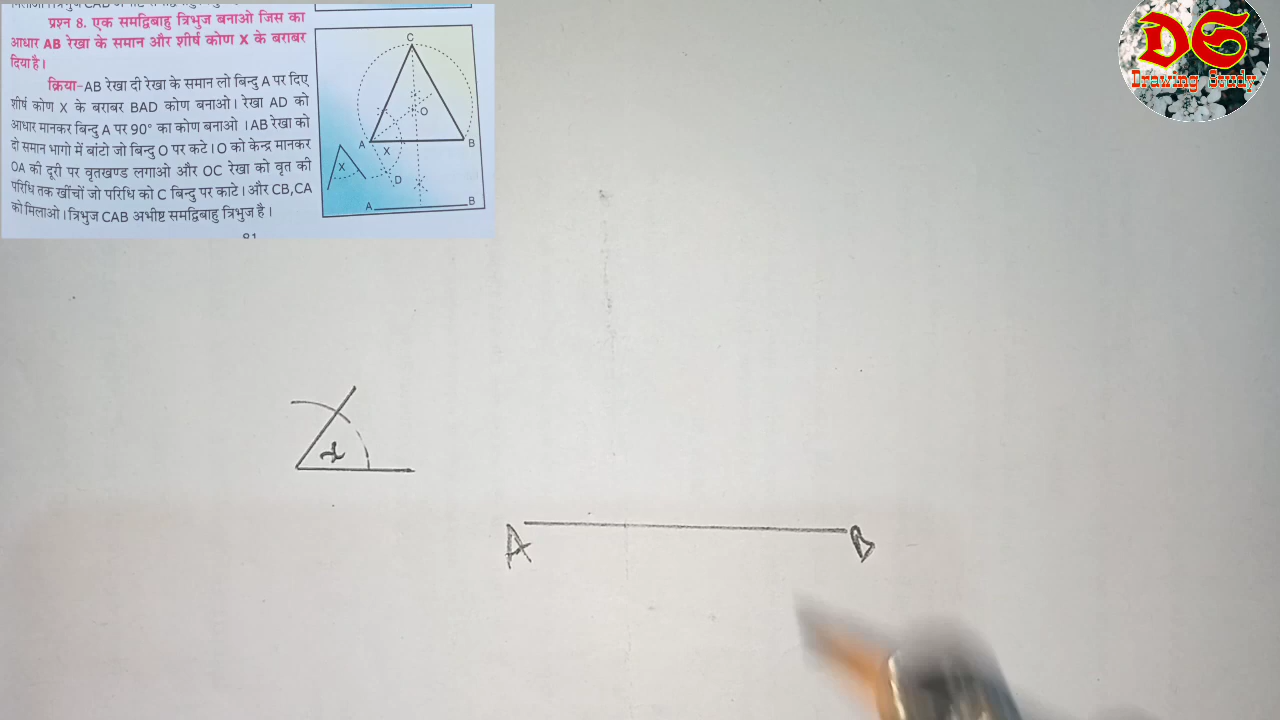 प्रश्न 8. एक समद्विबाहु त्रिभुज बनाओ जिस का
आधार AB रेखा के समान और शीर्ष कोण X के बराबर
दिया है।
क्रिया-AB रेखा दी रेखा के समान लो बिन्दु A पर दिए
शीर्ष कोण X के बराबर BAD कोण बनाओ। रेखा AD को
आधार मानकर बिन्दु A पर 90° का कोण बनाओ ।AB रेखा को
दो समान भागो में बांटो जो बिन्दु O पर कटे।O को केन्द्र मानकर
OA की दूरी पर वृतखण्ड लगाओ और OC रेखा को वृत की
परिधि तक खींचों जो परिधि को C बिन्दु पर काटे। और CB,CA
को मिलाओ।त्रिभुज CAB अभीष्ट समद्विबाहु त्रिभुज है।
C
O
A
X
B
X
D
A
B
DS
Drawing Study
x
A
B